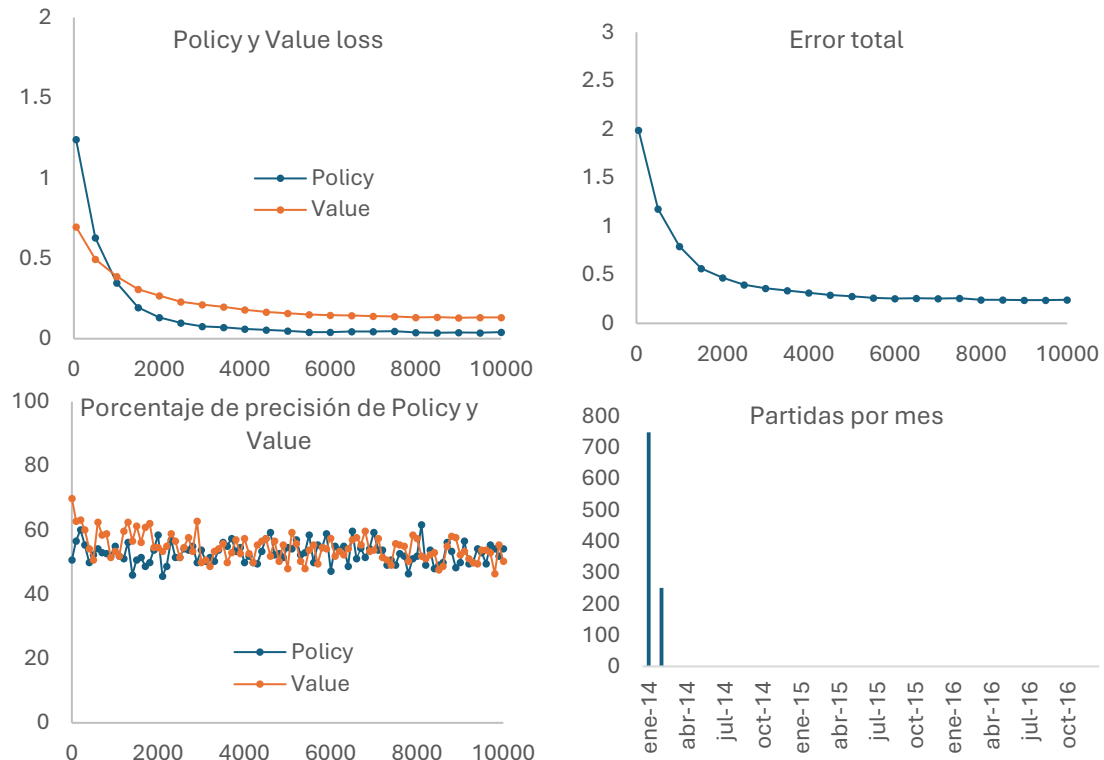 Policy y Value loss
2
1.5
1
0.5
0
Policy
Value
0 2000 4000 6000 8000 10000
Error total
3
2.5
2
1.5
1
0.5
0
0 2000 4000 6000 8000 10000
Porcentaje de precisión de Policy y
Value
100
80
60
40
20
0
Policy
Value
0 2000 4000 6000 8000 10000
Partidas por mes
800
700
600
500
400
300
200
100
0
ene-14
abr-14
jul-14
oct-14
ene-15
abr-15
jul-15
oct-15
ene-16
abr-16
jul-16
oct-16